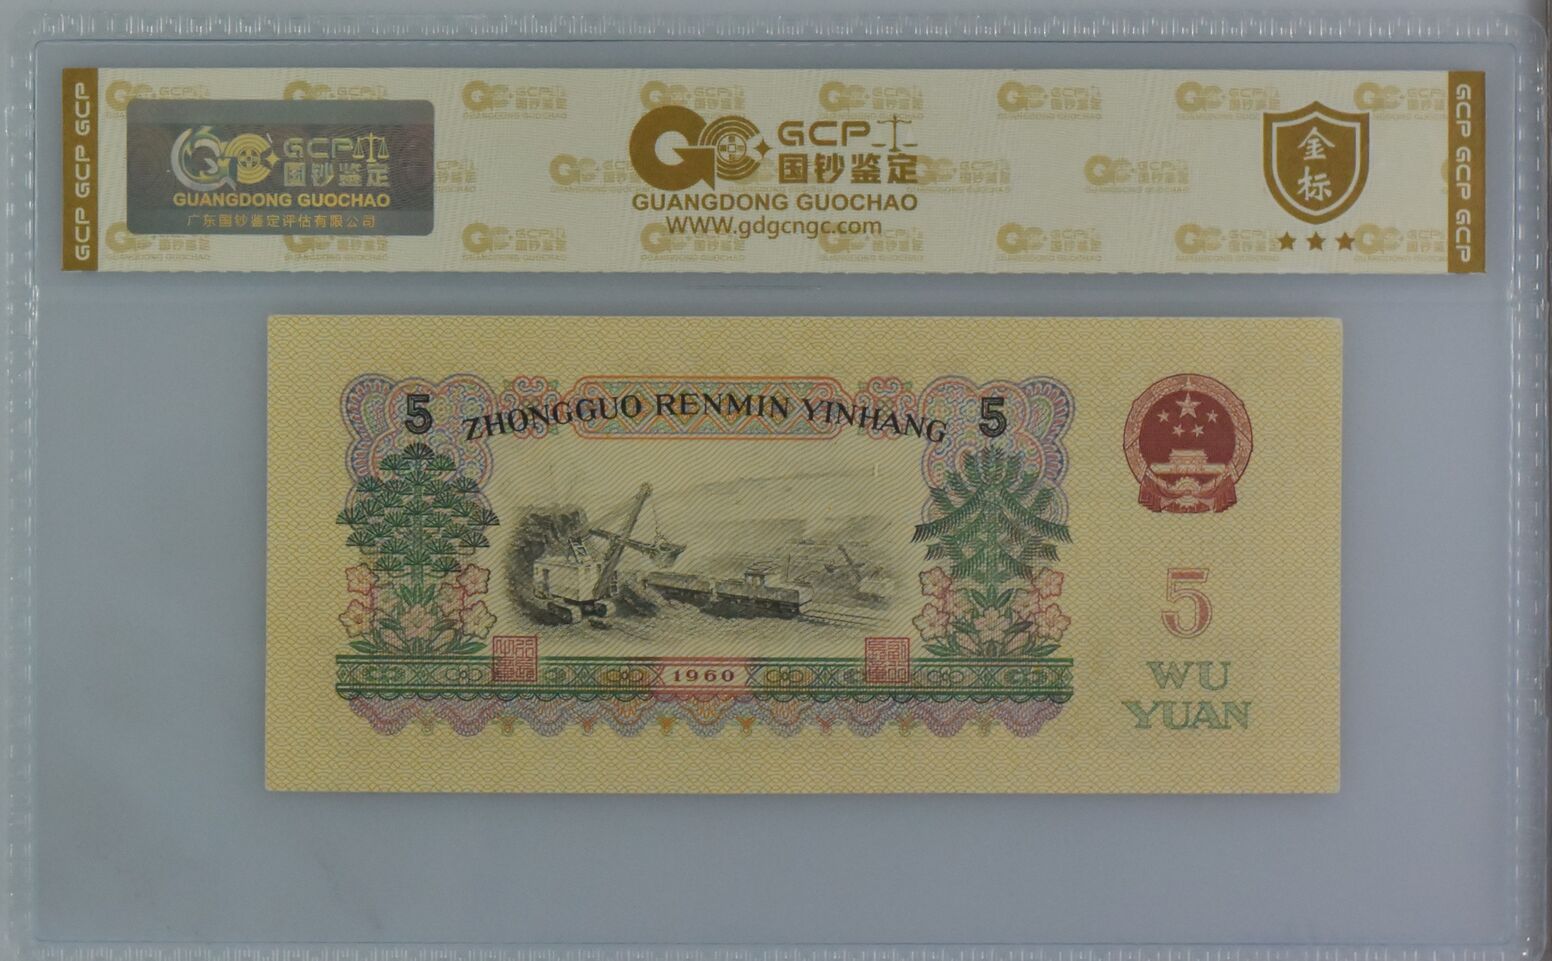 GCP GCP GCP
GCP
国钞鉴定
GUANGDONG GUOCHAO
广东国钞鉴定评估有限公司
GCP
国钞鉴定
GUANGDONG GUOCHAO
WWW.gdgcngc.com
金标
GCP GCP GCP
5
ZHONGGUO RENMIN YINHANG
5
1960
5
WU
YUAN